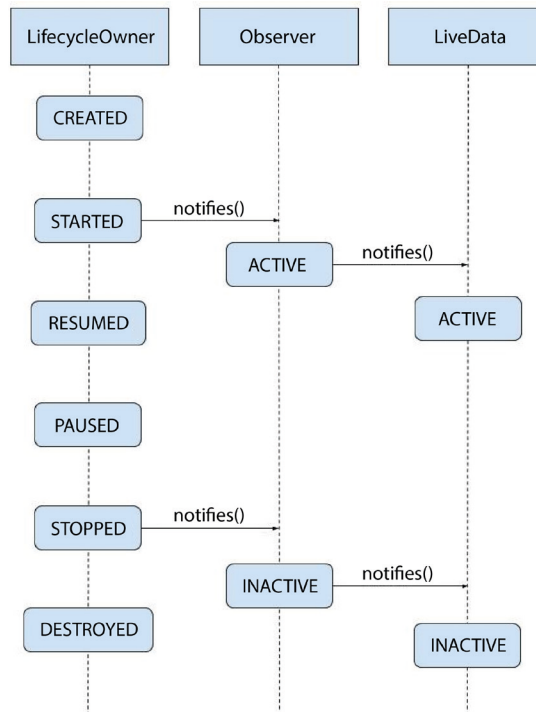 LifecycleOwner
Observer
LiveData
CREATED
STARTED
notifies()
ACTIVE
notifies()
RESUMED
ACTIVE
PAUSED
STOPPED
notifies()
INACTIVE
notifies()
DESTROYED
INACTIVE